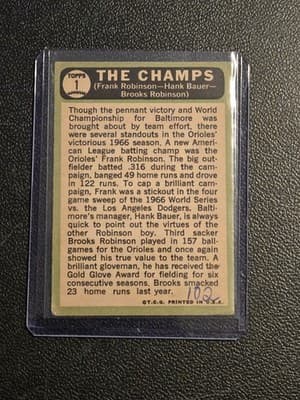 TOPPS
1
THE CHAMPS
(Frank Robinson—Hank Bauer—
Brooks Robinson)
Though the pennant victory and World
Championship for Baltimore was
brought about by team effort, there
were several standouts in the Orioles'
victorious 1966 season. A new Ameri-
can League batting champ was the
Orioles' Frank Robinson. The big out-
fielder batted .316 during the cam-
paign, banged 49 home runs and drove
in 122 runs. To cap a brilliant cam-
paign, Frank was a stickout in the four
game sweep of the 1966 World Series
vs. the Los Angeles Dodgers. Balti-
more's manager, Hank Bauer, is always
quick to point out the virtues of the
other Robinson boy. Third sacker
Brooks Robinson played in 157 ball-
games for the Orioles and once again
showed his true value to the team. A
brilliant gloveman, he has received the
Gold Glove Award for fielding for six
consecutive seasons. Brooks smacked
23 home runs last year.
102
©T.C.G. PRINTED IN U.S.A.